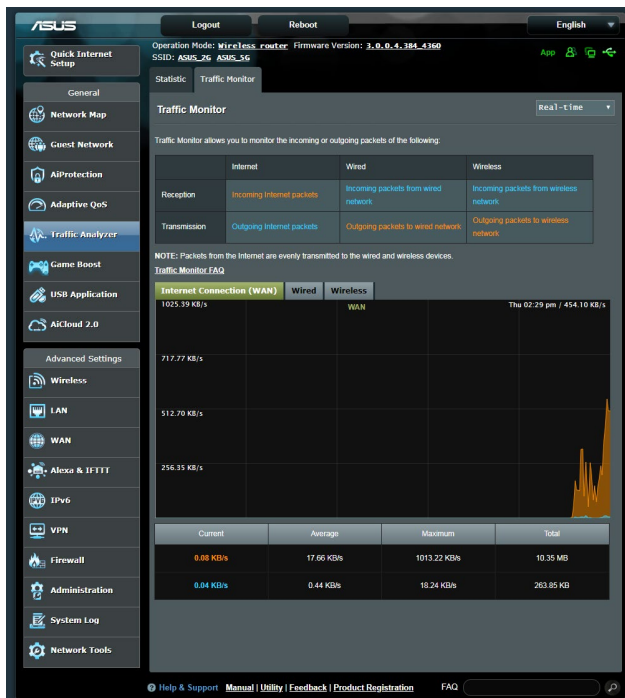 ASUS
Logout
Reboot
English
Quick Internet
Setup
Operation Mode: Wireless router Firmware Version: 3.0.0.4.384_4360
SSID: ASUS_2G ASUS_5G
App
General
Network Map
Guest Network
AiProtection
Adaptive QoS
Traffic Analyzer
Game Boost
USB Application
AiCloud 2.0
Advanced Settings
Wireless
LAN
WAN
Alexa & IFTTT
IPv6
VPN
Firewall
Administration
System Log
Network Tools
Statistic
Traffic Monitor
Traffic Monitor
Real-time
Traffic Monitor allows you to monitor the incoming or outgoing packets of the following:
Internet
Wired
Wireless
Reception
Incoming Internet packets
Incoming packets from wired
network
Incoming packets from wireless
network
Transmission
Outgoing Internet packets
Outgoing packets to wired network
Outgoing packets to wireless
network
NOTE: Packets from the Internet are evenly transmitted to the wired and wireless devices.
Traffic Monitor FAQ
Internet Connection (WAN)
Wired
Wireless
1025.39 KB/s
WAN
Thu 02:29 pm / 454.10 KB/s
717.77 KB/s
512.70 KB/s
256.35 KB/s
Current
Average
Maximum
Total
0.08 KB/s
17.66 KB/s
1013.22 KB/s
10.35 MB
0.04 KB/s
0.44 KB/s
18.24 KB/s
263.85 KB
Help & Support
Manual | Utility | Feedback | Product Registration
FAQ